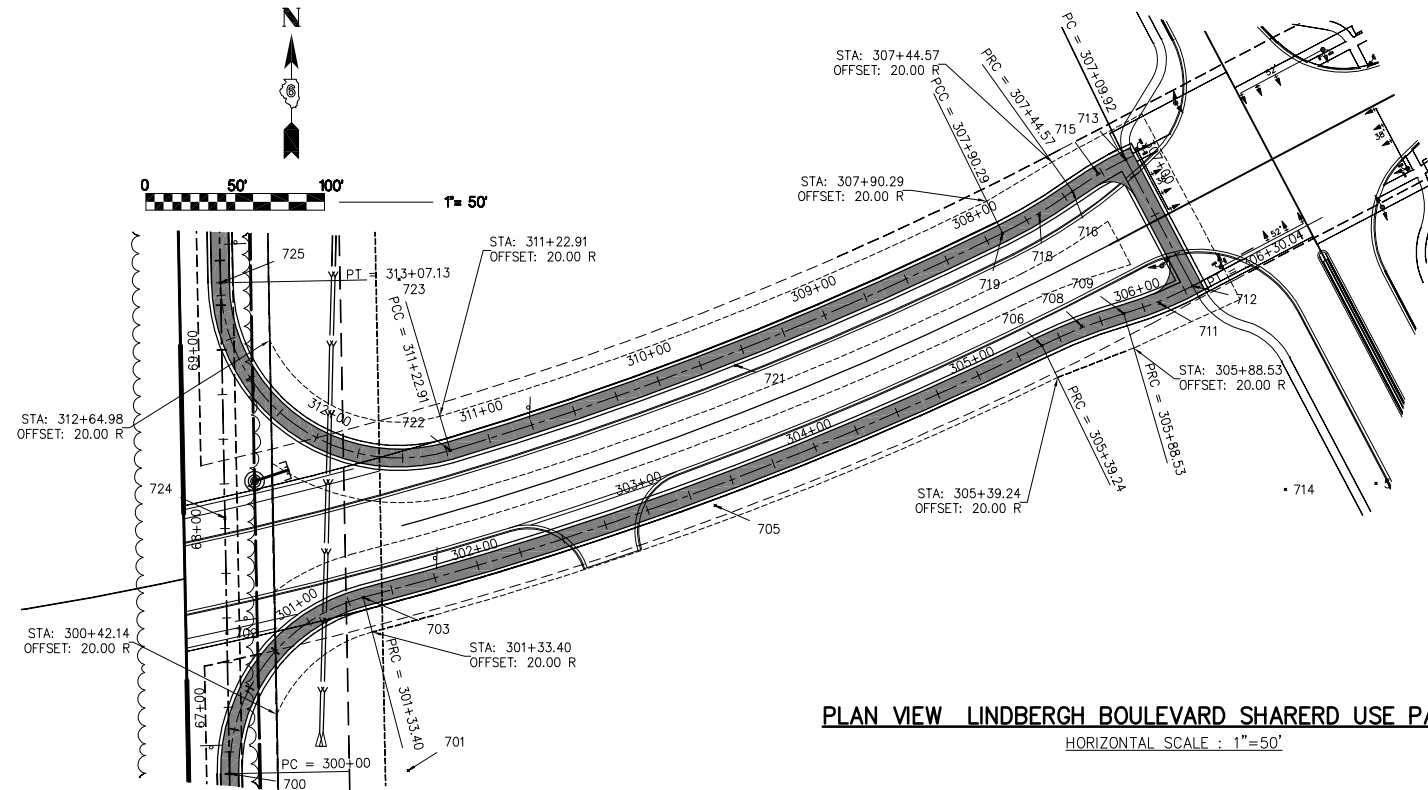 N
6
0 50' 100'
1"= 50'
STA: 307+44.57
OFFSET: 20.00 R
PC = 307+09.92
PRC = 307+44.57
PCC = 307+90.29
715
713
STA: 307+90.29
OFFSET: 20.00 R
308+00
716
718
719
STA: 311+22.91
OFFSET: 20.00 R
725
PT = 313+07.13
723
PCC = 311+22.91
309+00
310+00
311+00
312+00
722
721
69+00
STA: 312+64.98
OFFSET: 20.00 R
724
68+00
709
708
706
306+00
305+00
304+00
303+00
302+00
301+00
52'
306+30.04
712
711
STA: 305+88.53
OFFSET: 20.00 R
PRC = 305+88.53
PRC = 305+39.24
STA: 305+39.24
OFFSET: 20.00 R
714
705
703
STA: 300+42.14
OFFSET: 20.00 R
STA: 301+33.40
OFFSET: 20.00 R
PRC = 301+33.40
67+00
701
PC = 300+00
700
PLAN VIEW LINDBERGH BOULEVARD SHARERD USE
HORIZONTAL SCALE : 1"=50'